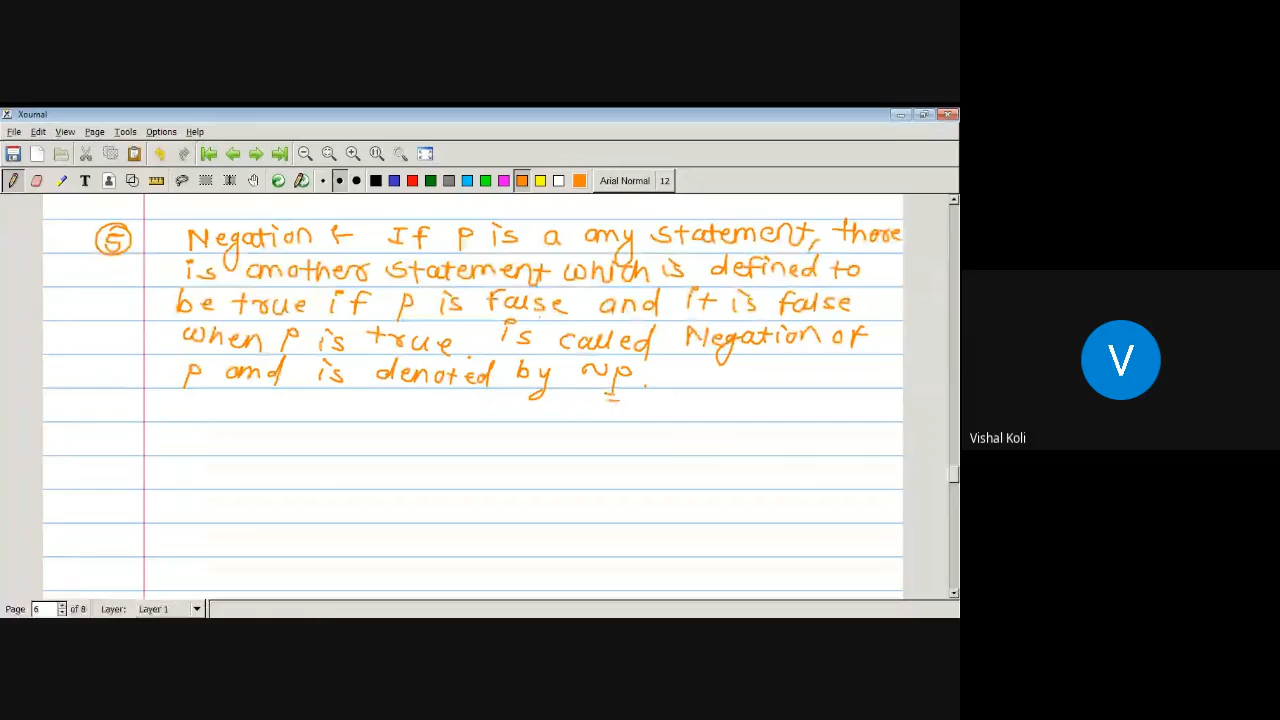 Xournal
File Edit View Page Tools Options Help
T Arial Normal 12
5 Negation :- If p is a any statement, there
is another statement which is defined to
be true if p is false and it is false
when p is true. is called Negation of
p and is denoted by ~p.
Page 6 of 8 Layer: Layer 1
V
Vishal Koli